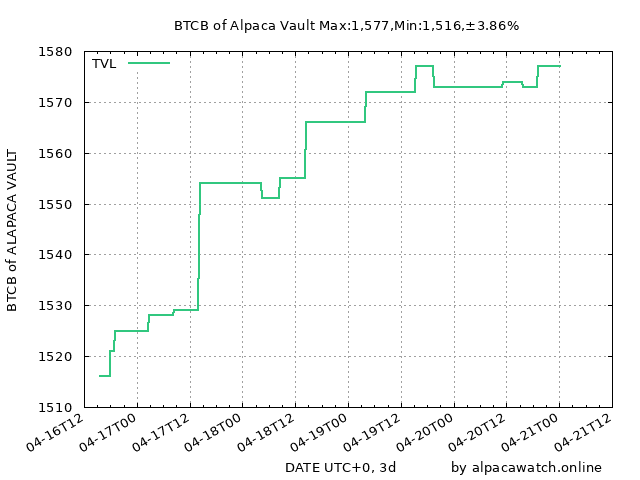 BTCB of Alpaca Vault Max:1,577,Min:1,516,±3.86%
TVL
1580
1570
1560
1550
1540
1530
1520
1510
BTCB of ALAPACA VAULT
04-16T12
04-17T00
04-17T12
04-18T00
04-18T12
04-19T00
04-19T12
04-20T00
04-20T12
04-21T00
04-21T12
DATE UTC+0, 3d
by alpacawatch.online